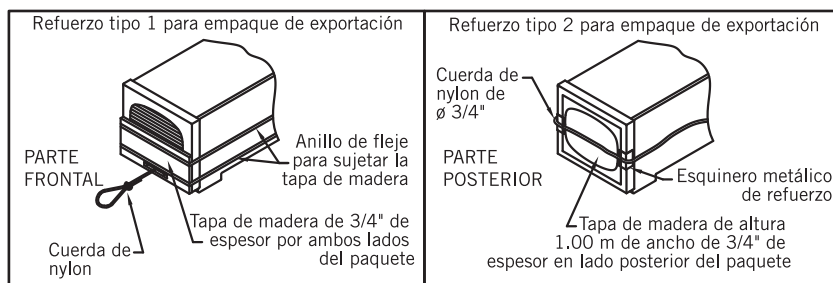 Refuerzo tipo 1 para empaque de exportación
PARTE
FRONTAL
Anillo de fleje
para sujetar la
tapa de madera
Tapa de madera de 3/4" de
espesor por ambos lados
del paquete
Cuerda de
nylon
Refuerzo tipo 2 para empaque de exportación
Cuerda de
nylon de
ø 3/4"
PARTE
POSTERIOR
Esquinero metálico
de refuerzo
Tapa de madera de altura
1.00 m de ancho de 3/4" de
espesor en lado posterior del paquete